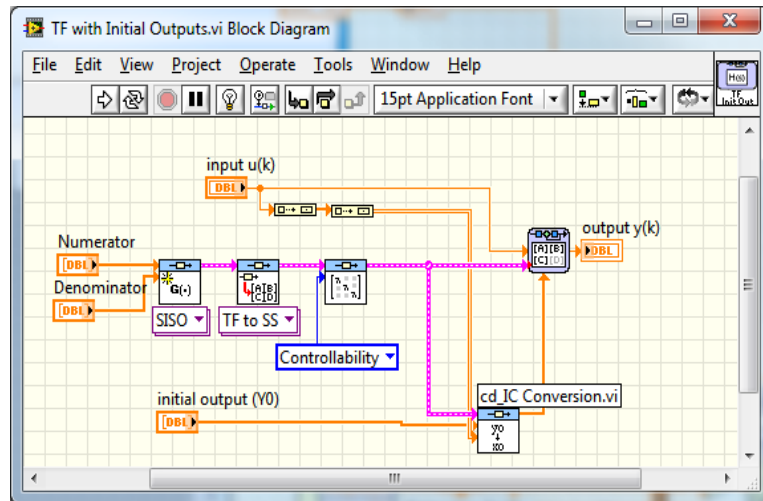 TF with Initial Outputs.vi Block Diagram
File Edit View Project Operate Tools Window Help
15pt Application Font
H(s)
TF
InitOut
input u(k)
DBL
output y(k)
[A][B]
[C][D]
DBL
Numerator
[DBL]
Denominator
[DBL]
G(·)
[A|B]
[C|D]
SISO
TF to SS
Controllability
initial output (Y0)
[DBL]
cd_IC Conversion.vi
y0
x0